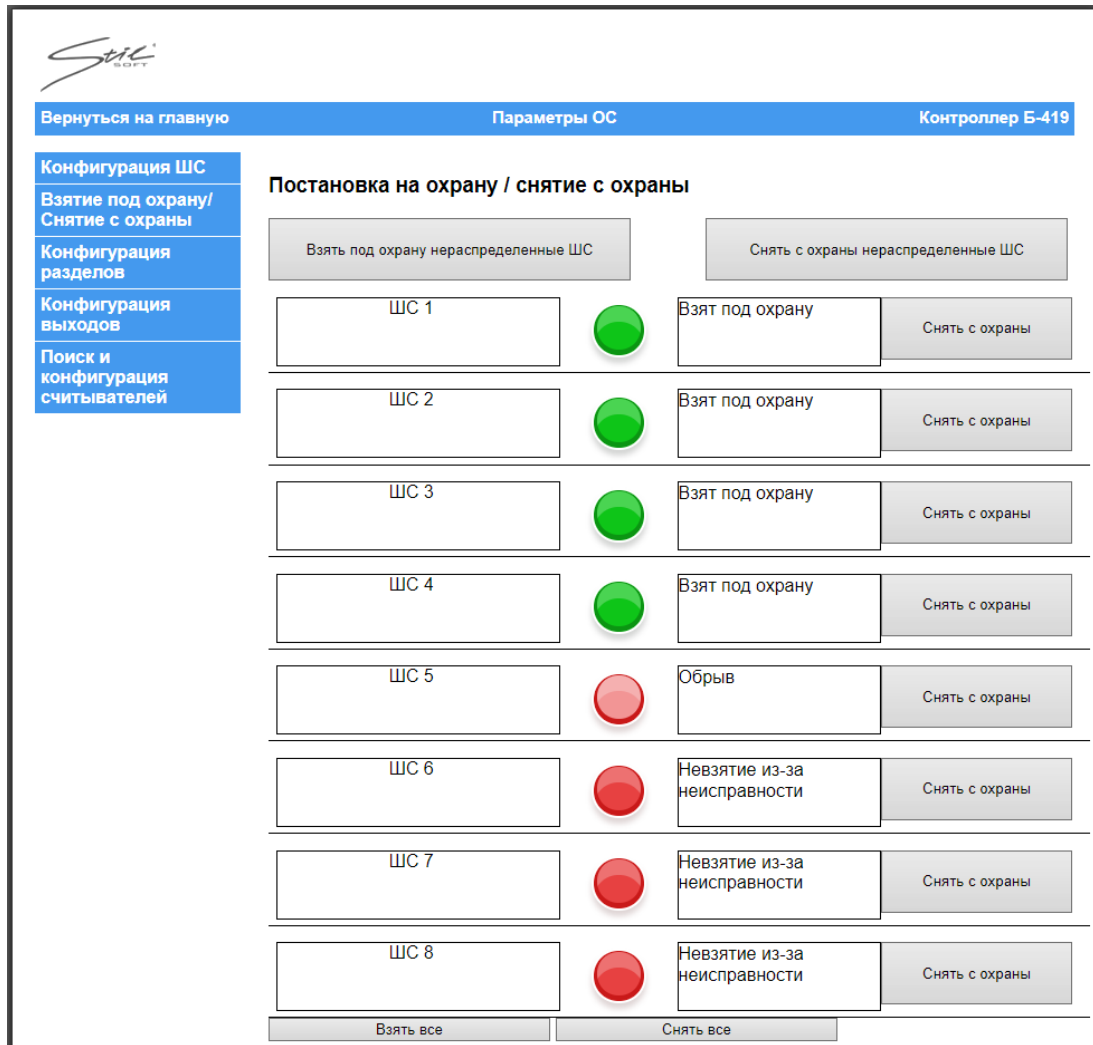 Stil
SOFT
Вернуться на главную
Параметры ОС
Контроллер Б-419
Конфигурация ШС
Взятие под охрану/
Снятие с охраны
Конфигурация
разделов
Конфигурация
выходов
Поиск и
конфигурация
считывателей
Постановка на охрану / снятие с охраны
Взять под охрану нераспределенные ШС
Снять с охраны нераспределенные ШС
ШС 1
Взят под охрану
Снять с охраны
ШС 2
Взят под охрану
Снять с охраны
ШС 3
Взят под охрану
Снять с охраны
ШС 4
Взят под охрану
Снять с охраны
ШС 5
Обрыв
Снять с охраны
ШС 6
Невзятие из-за
неисправности
Снять с охраны
ШС 7
Невзятие из-за
неисправности
Снять с охраны
ШС 8
Невзятие из-за
неисправности
Снять с охраны
Взять все
Снять все